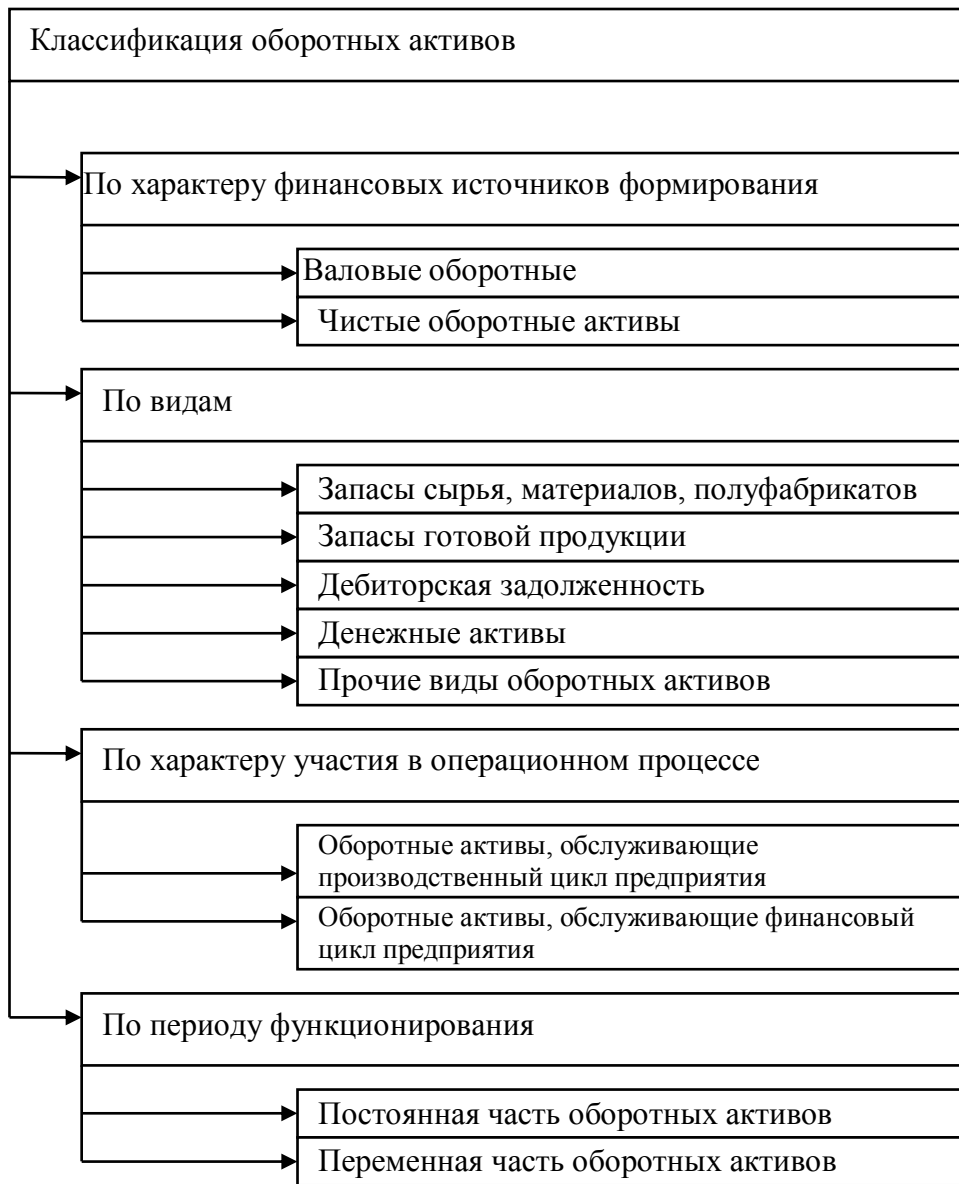 Классификация оборотных активов
По характеру финансовых источников формирования
Валовые оборотные
Чистые оборотные активы
По видам
Запасы сырья, материалов, полуфабрикатов
Запасы готовой продукции
Дебиторская задолженность
Денежные активы
Прочие виды оборотных активов
По характеру участия в операционном процессе
Оборотные активы, обслуживающие
производственный цикл предприятия
Оборотные активы, обслуживающие финансовый
цикл предприятия
По периоду функционирования
Постоянная часть оборотных активов
Переменная часть оборотных активов